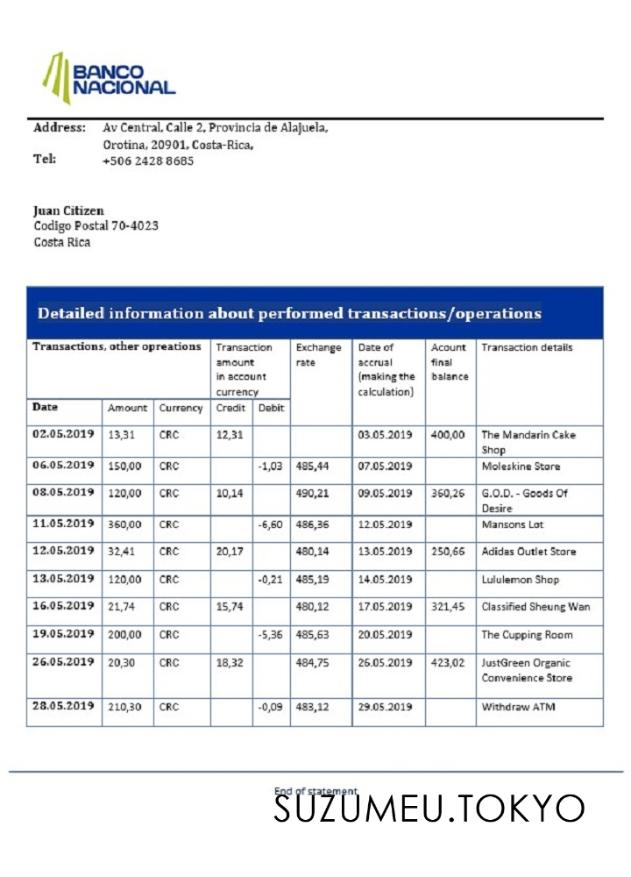 BANCO
NACIONAL
Address: Av Central, Calle 2, Provincia de Alajuela,
Orotina, 20901, Costa-Rica,
Tel: +506 2428 8685
Juan Citizen
Codigo Postal 70-4023
Costa Rica
Detailed information about performed transactions/operations
Transactions, other opreations Transaction amount in account currency Exchange rate Date of accrual (making the calculation) Acount final balance Transaction details
Date Amount Currency Credit Debit
02.05.2019 13,31 CRC 12,31 03.05.2019 400,00 The Mandarin Cake Shop
06.05.2019 150,00 CRC -1,03 485,44 07.05.2019 Moleskine Store
08.05.2019 120,00 CRC 10,14 490,21 09.05.2019 360,26 G.O.D. - Goods Of Desire
11.05.2019 360,00 CRC -6,60 486,36 12.05.2019 Mansons Lot
12.05.2019 32,41 CRC 20,17 480,14 13.05.2019 250,66 Adidas Outlet Store
13.05.2019 120,00 CRC -0,21 485,19 14.05.2019 Lululemon Shop
16.05.2019 21,74 CRC 15,74 480,12 17.05.2019 321,45 Classified Sheung Wan
19.05.2019 200,00 CRC -5,36 485,63 20.05.2019 The Cupping Room
26.05.2019 20,30 CRC 18,32 484,75 26.05.2019 423,02 JustGreen Organic Convenience Store
28.05.2019 210,30 CRC -0,09 483,12 29.05.2019 Withdraw ATM
End of statement
SUZUMEU.TOKYO